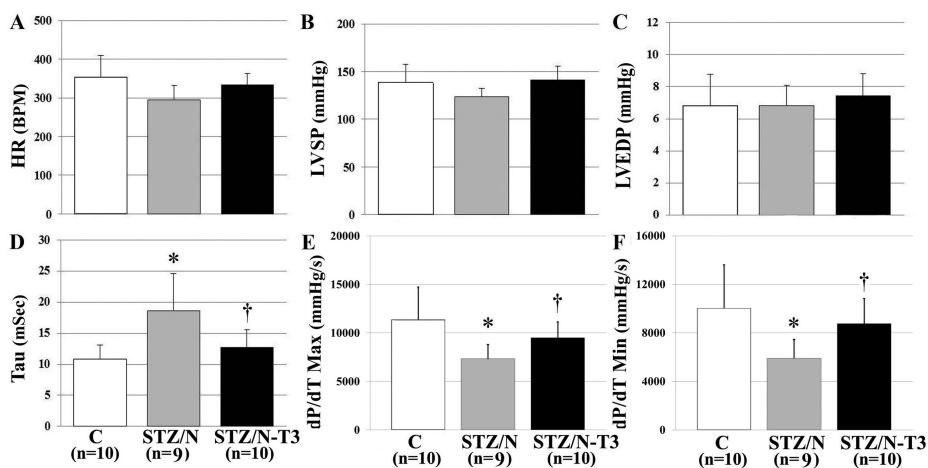 A
HR (BPM)
500
400
300
200
100
0
B
LVSP (mmHg)
200
150
100
50
0
C
LVEDP (mmHg)
12
10
8
6
4
2
0
D
Tau (mSec)
30
25
20
15
10
5
0
*
†
C
(n=10)
STZ/N
(n=9)
STZ/N-T3
(n=10)
E
dP/dT Max (mmHg/s)
20000
15000
10000
5000
0
*
†
C
(n=10)
STZ/N
(n=9)
STZ/N-T3
(n=10)
F
dP/dT Min (mmHg/s)
16000
12000
8000
4000
0
*
†
C
(n=10)
STZ/N
(n=9)
STZ/N-T3
(n=10)